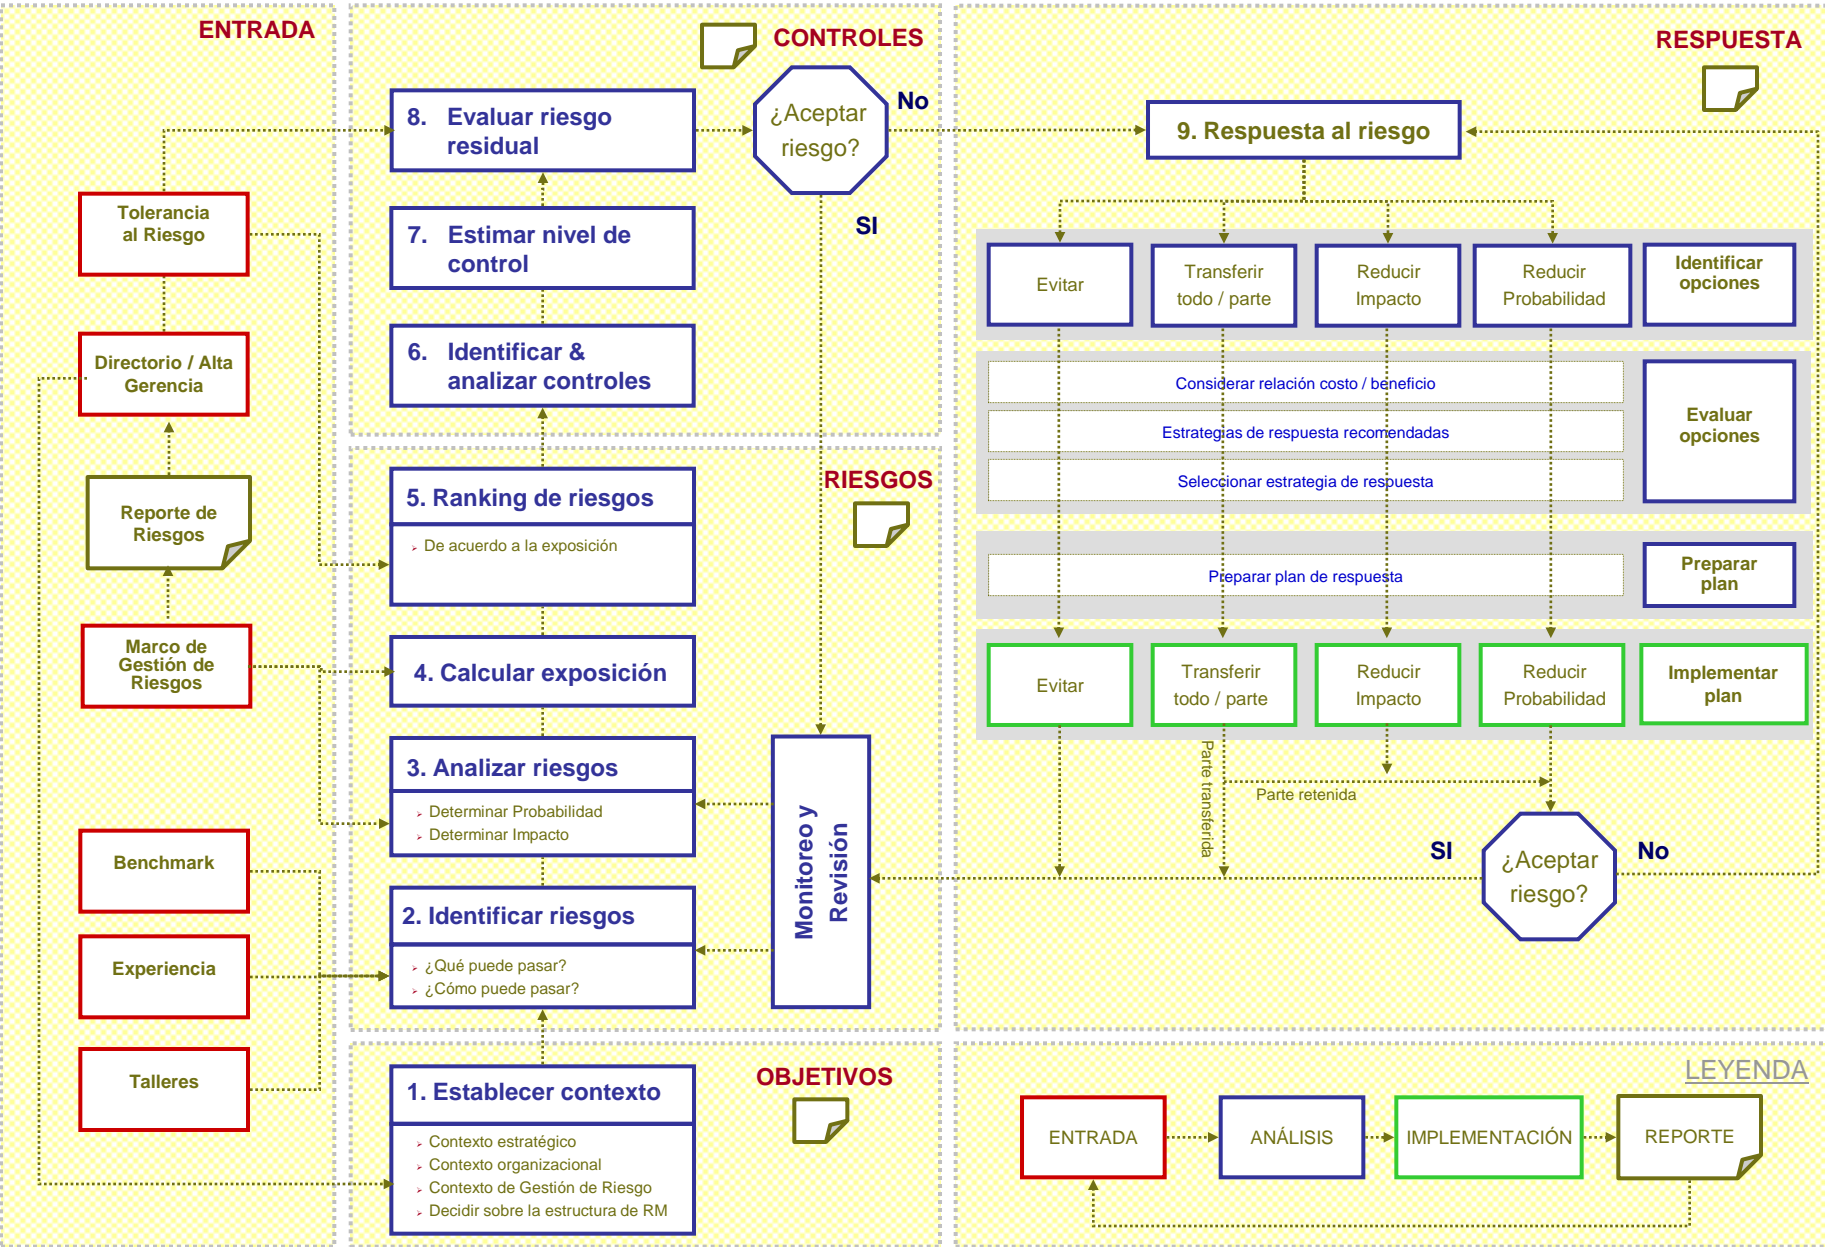 ENTRADA
Tolerancia
al Riesgo
Directorio / Alta
Gerencia
Reporte de
Riesgos
Marco de
Gestión de
Riesgos
Benchmark
Experiencia
Talleres
CONTROLES
8. Evaluar riesgo
residual
¿Aceptar
riesgo?
No
SI
7. Estimar nivel de
control
6. Identificar &
analizar controles
RIESGOS
5. Ranking de riesgos
De acuerdo a la exposición
4. Calcular exposición
3. Analizar riesgos
Determinar Probabilidad
Determinar Impacto
2. Identificar riesgos
¿Qué puede pasar?
¿Cómo puede pasar?
Monitoreo y
Revisión
OBJETIVOS
1. Establecer contexto
Contexto estratégico
Contexto organizacional
Contexto de Gestión de Riesgo
Decidir sobre la estructura de RM
RESPUESTA
9. Respuesta al riesgo
Evitar
Transferir
todo / parte
Reducir
Impacto
Reducir
Probabilidad
Identificar
opciones
Considerar relación costo / beneficio
Estrategias de respuesta recomendadas
Seleccionar estrategia de respuesta
Evaluar
opciones
Preparar plan de respuesta
Preparar
plan
Evitar
Transferir
todo / parte
Reducir
Impacto
Reducir
Probabilidad
Implementar
plan
Parte transferida
Parte retenida
SI
¿Aceptar
riesgo?
No
LEYENDA
ENTRADA
ANÁLISIS
IMPLEMENTACIÓN
REPORTE